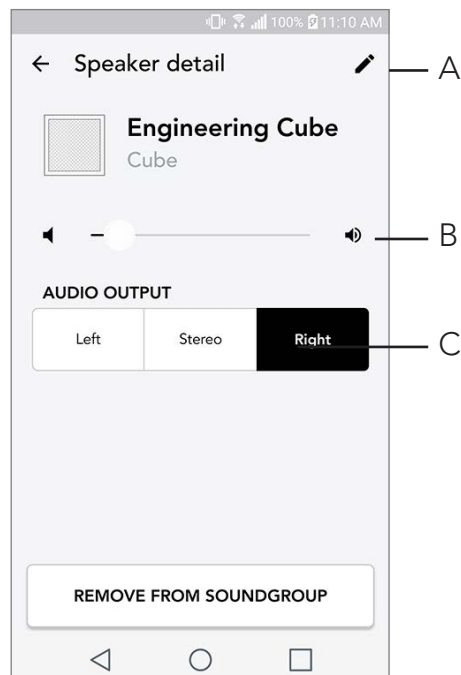 100% 11:10 AM
Speaker detail
A
Engineering Cube
Cube
B
AUDIO OUTPUT
Left Stereo Right
C
REMOVE FROM SOUNDGROUP